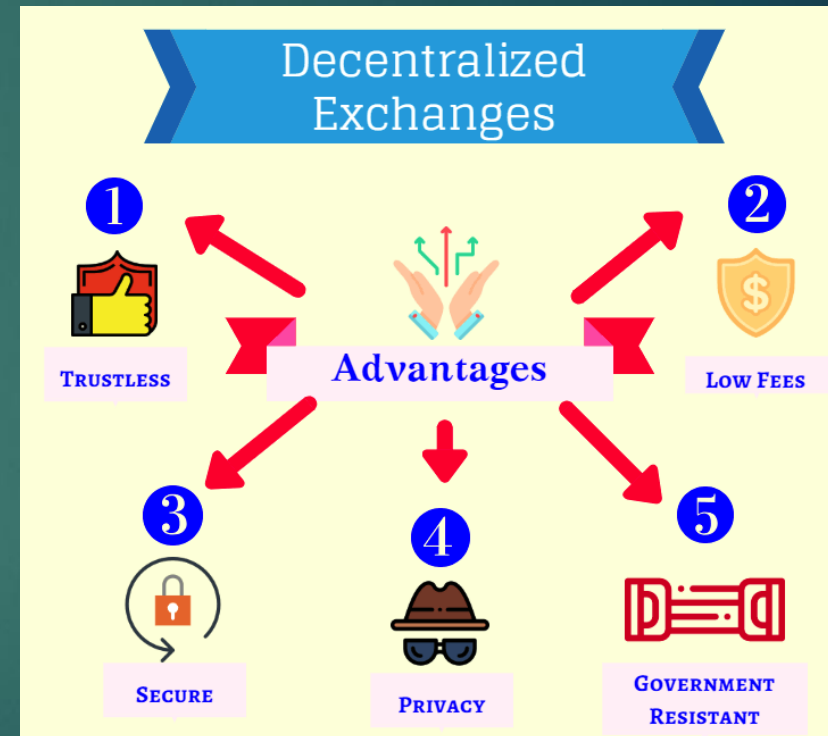 Decentralized
Exchanges
1
2
$
Trustless
Advantages
Low Fees
3
4
5
Secure
Privacy
Government
Resistant